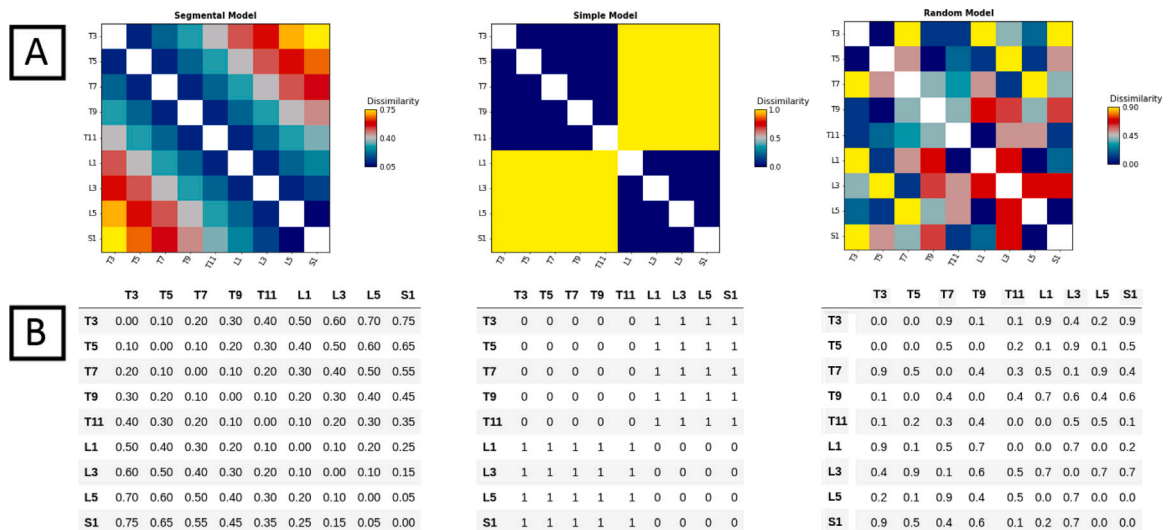 A
Segmental Model
T3
T5
T7
T9
T11
L1
L3
L5
S1
T3 T5 T7 T9 T11 L1 L3 L5 S1
Dissimilarity
0.75
0.40
0.05
Simple Model
T3
T5
T7
T9
T11
L1
L3
L5
S1
T3 T5 T7 T9 T11 L1 L3 L5 S1
Dissimilarity
1.0
0.5
0.0
Random Model
T3
T5
T7
T9
T11
L1
L3
L5
S1
T3 T5 T7 T9 T11 L1 L3 L5 S1
Dissimilarity
0.90
0.45
0.00
B
T3 T5 T7 T9 T11 L1 L3 L5 S1
T3 0.00 0.10 0.20 0.30 0.40 0.50 0.60 0.70 0.75
T5 0.10 0.00 0.10 0.20 0.30 0.40 0.50 0.60 0.65
T7 0.20 0.10 0.00 0.10 0.20 0.30 0.40 0.50 0.55
T9 0.30 0.20 0.10 0.00 0.10 0.20 0.30 0.40 0.45
T11 0.40 0.30 0.20 0.10 0.00 0.10 0.20 0.30 0.35
L1 0.50 0.40 0.30 0.20 0.10 0.00 0.10 0.20 0.25
L3 0.60 0.50 0.40 0.30 0.20 0.10 0.00 0.10 0.15
L5 0.70 0.60 0.50 0.40 0.30 0.20 0.10 0.00 0.05
S1 0.75 0.65 0.55 0.45 0.35 0.25 0.15 0.05 0.00
T3 T5 T7 T9 T11 L1 L3 L5 S1
T3 0 0 0 0 0 1 1 1 1
T5 0 0 0 0 0 1 1 1 1
T7 0 0 0 0 0 1 1 1 1
T9 0 0 0 0 0 1 1 1 1
T11 0 0 0 0 0 1 1 1 1
L1 1 1 1 1 1 0 0 0 0
L3 1 1 1 1 1 0 0 0 0
L5 1 1 1 1 1 0 0 0 0
S1 1 1 1 1 1 0 0 0 0
T3 T5 T7 T9 T11 L1 L3 L5 S1
T3 0.0 0.0 0.9 0.1 0.1 0.9 0.4 0.2 0.9
T5 0.0 0.0 0.5 0.0 0.2 0.1 0.9 0.1 0.5
T7 0.9 0.5 0.0 0.4 0.3 0.5 0.1 0.9 0.4
T9 0.1 0.0 0.4 0.0 0.4 0.7 0.6 0.4 0.6
T11 0.1 0.2 0.3 0.4 0.0 0.0 0.5 0.5 0.1
L1 0.9 0.1 0.5 0.7 0.0 0.0 0.7 0.0 0.2
L3 0.4 0.9 0.1 0.6 0.5 0.7 0.0 0.7 0.7
L5 0.2 0.1 0.9 0.4 0.5 0.0 0.7 0.0 0.0
S1 0.9 0.5 0.4 0.6 0.1 0.2 0.7 0.0 0.0